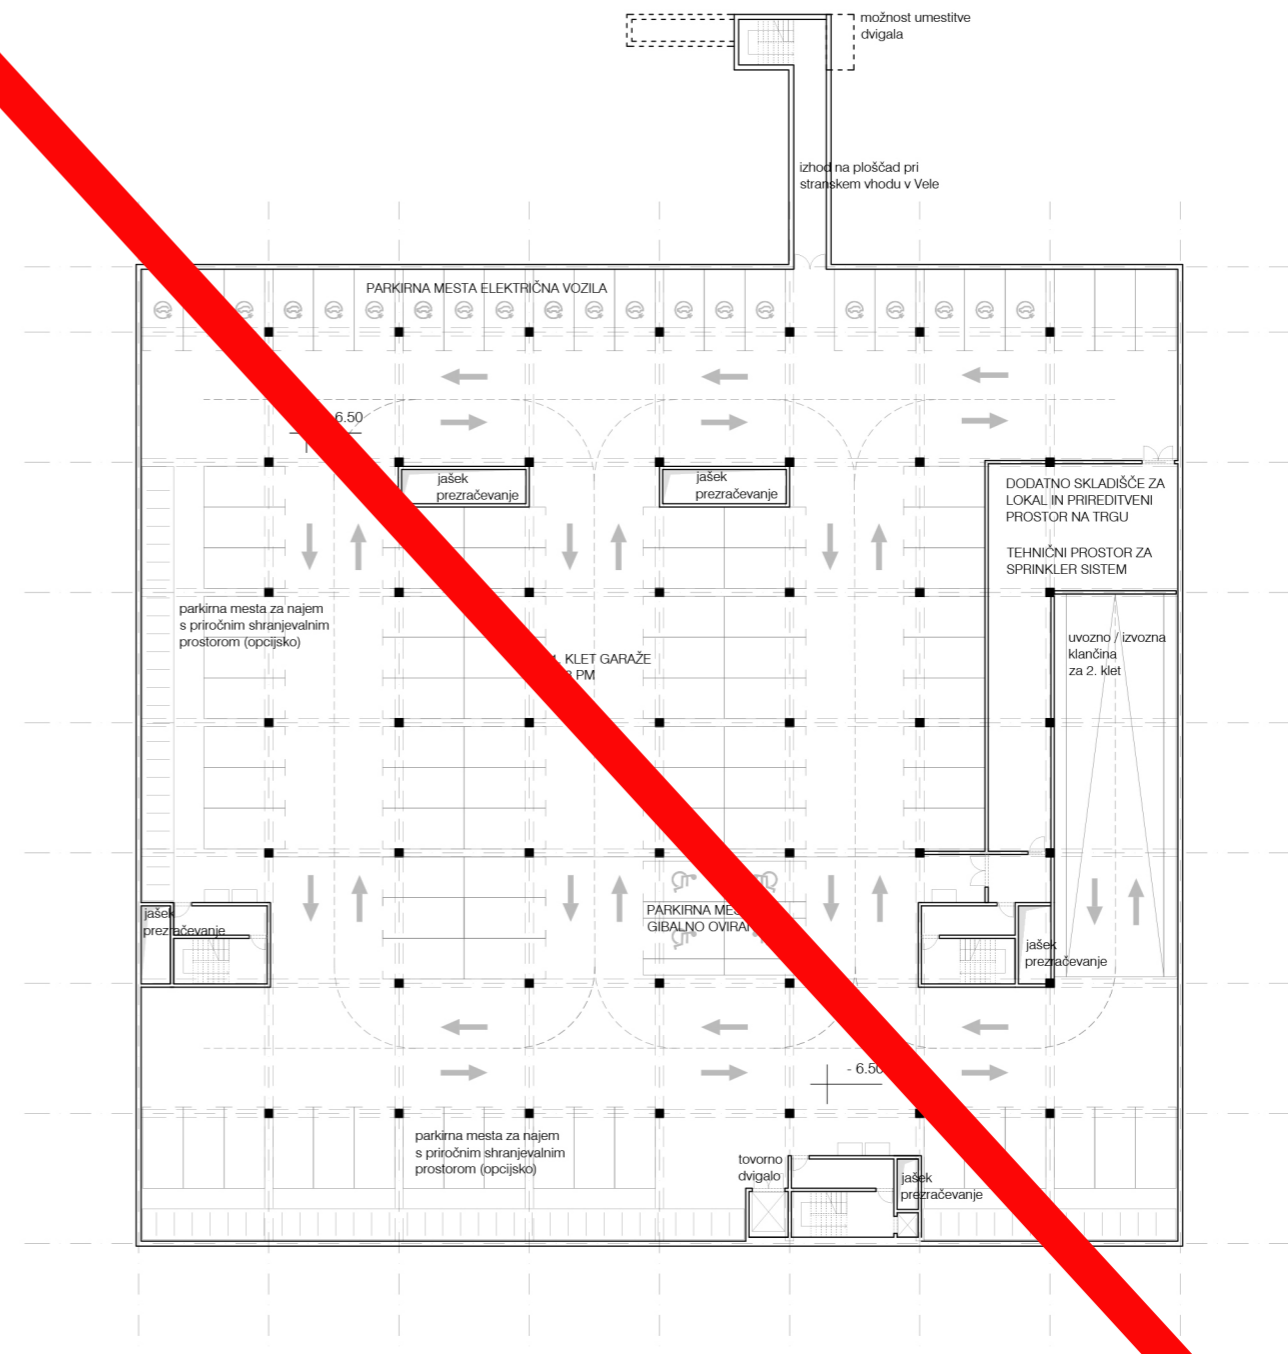 možnost umestitve
dvigala
izhod na ploščad pri
stranskem vhodu v Vele
PARKIRNA MESTA ELEKTRIČNA VOZILA
6.50
jašek
prezračevanje
jašek
prezračevanje
DODATNO SKLADIŠČE ZA
LOKAL IN PRIREDITVENI
PROSTOR NA TRGU
TEHNIČNI PROSTOR ZA
SPRINKLER SISTEM
parkirna mesta za najem
s priročnim shranjevalnim
prostorom (opcijsko)
uvozno / izvozna
klančina
za 2. klet
KLET GARAŽE
PM
PARKIRNA
GIBALNO
jašek
prezračevanje
jašek
prezračevanje
- 6.50
parkirna mesta za najem
s priročnim shranjevalnim
prostorom (opcijsko)
tovorno
dvigalo
jašek
prezračevanje